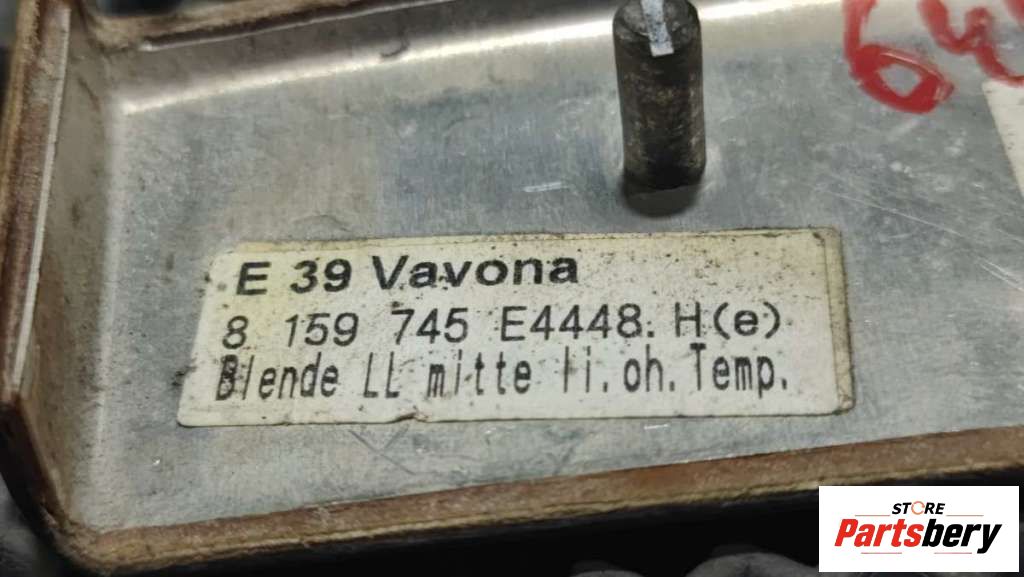 E 39 Vavona
8 159 745 E4448. H(e)
Blende LL mitte li. oh. Temp.
STORE
Partsbery